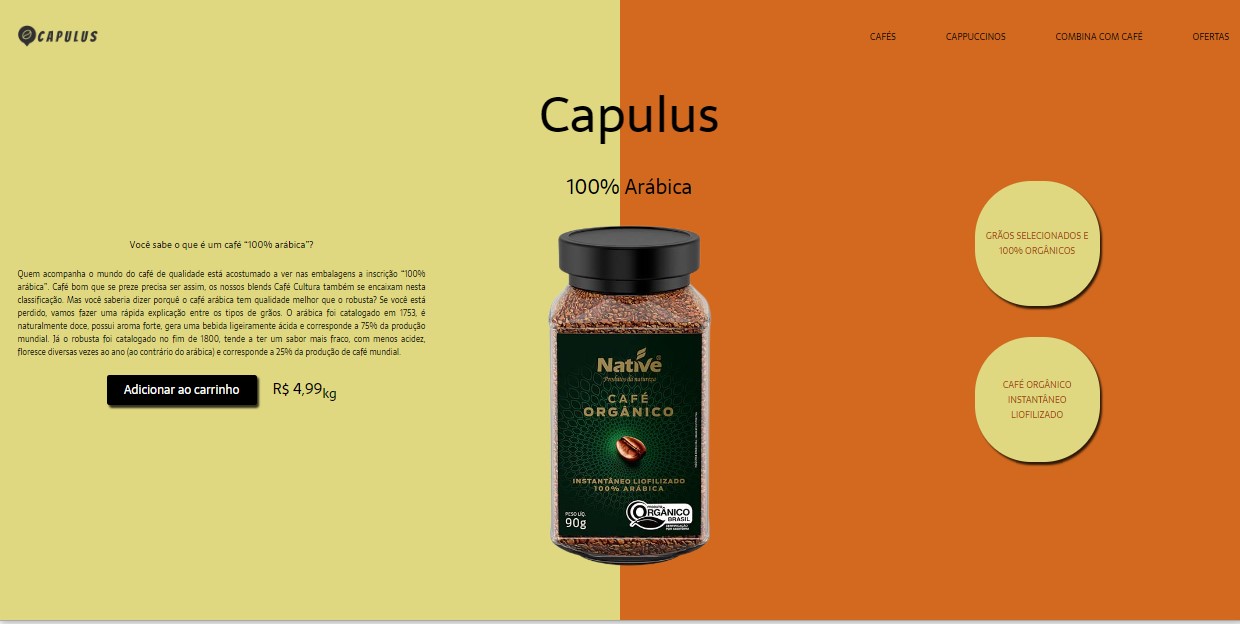 CAPULUS
CAFÉS
CAPPUCCINOS
COMBINA COM CAFÉ
OFERTAS
Capulus
100% Arábica
Você sabe o que é um café “100% arábica”?
Quem acompanha o mundo do café de qualidade está acostumado a ver nas embalagens a inscrição “100%
arábica”. Café bom que se preze precisa ser assim, os nossos blends Café Cultura também se encaixam nesta
classificação. Mas você saberia dizer porquê o café arábica tem qualidade melhor que o robusta? Se você está
perdido, vamos fazer uma rápida explicação entre os tipos de grãos. O arábica foi catalogado em 1753, é
naturalmente doce, possui aroma forte, gera uma bebida ligeiramente ácida e corresponde a 75% da produção
mundial. Já o robusta foi catalogado no fim de 1800, tende a ter um sabor mais fraco, com menos acidez,
floresce diversas vezes ao ano (ao contrário do arábica) e corresponde a 25% da produção de café mundial.
Adicionar ao carrinho
R$ 4,99kg
Native
Produtos da natureza
CAFÉ
ORGÂNICO
INSTANTÂNEO LIOFILIZADO
100% ARÁBICA
PESO LÍQ.
90g
PRODUTO
ORGÂNICO
BRASIL
GRÃOS SELECIONADOS E
100% ORGÂNICOS
CAFÉ ORGÂNICO
INSTANTÂNEO
LIOFILIZADO